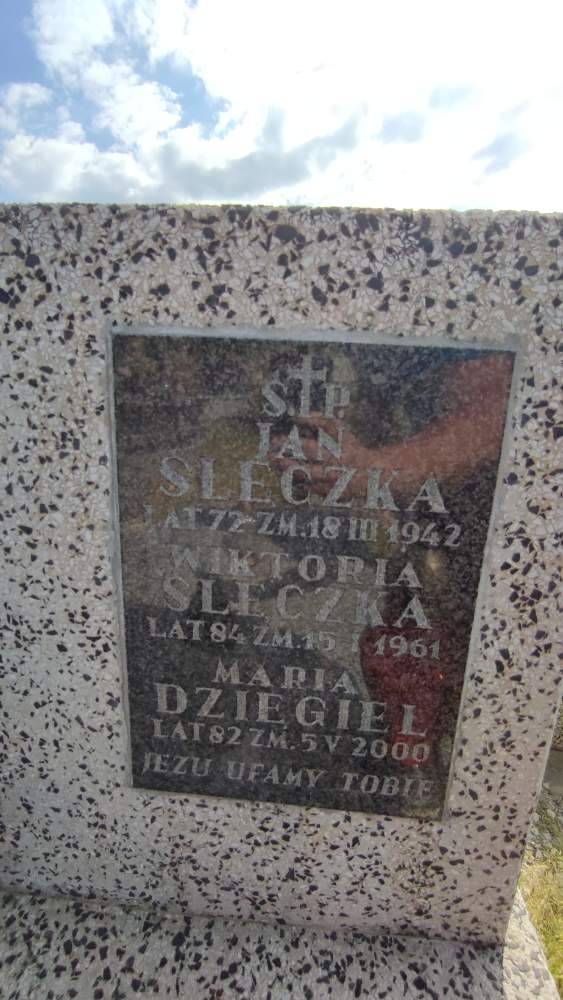 Ś.P.
JAN
SLECZKA
LAT 72 ZM. 18 III 1942
WIKTORIA
SLECZKA
LAT 84 ZM. 15 I 1961
MARIA
DZIEGIEL
LAT 82 ZM. 5 V 2000
JEZU UFAMY TOBIE